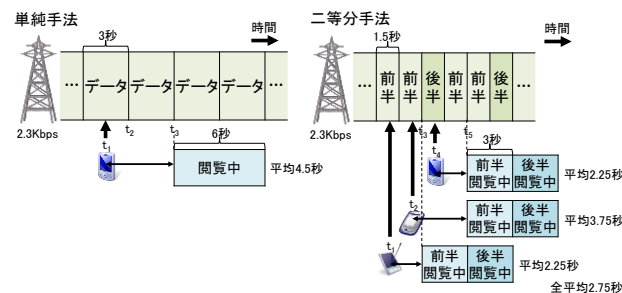 単純手法
時間
3秒
… データ データ データ データ …
2.3Kbps
t2
t3
6秒
t1
閲覧中
平均4.5秒
二等分手法
時間
1.5秒
… 前半 前半 後半 前半 前半 後半 …
2.3Kbps
t3
t5
3秒
t4
前半閲覧中
後半閲覧中
平均2.25秒
t2
前半閲覧中
後半閲覧中
平均3.75秒
t1
前半閲覧中
後半閲覧中
平均2.25秒
全平均2.75秒